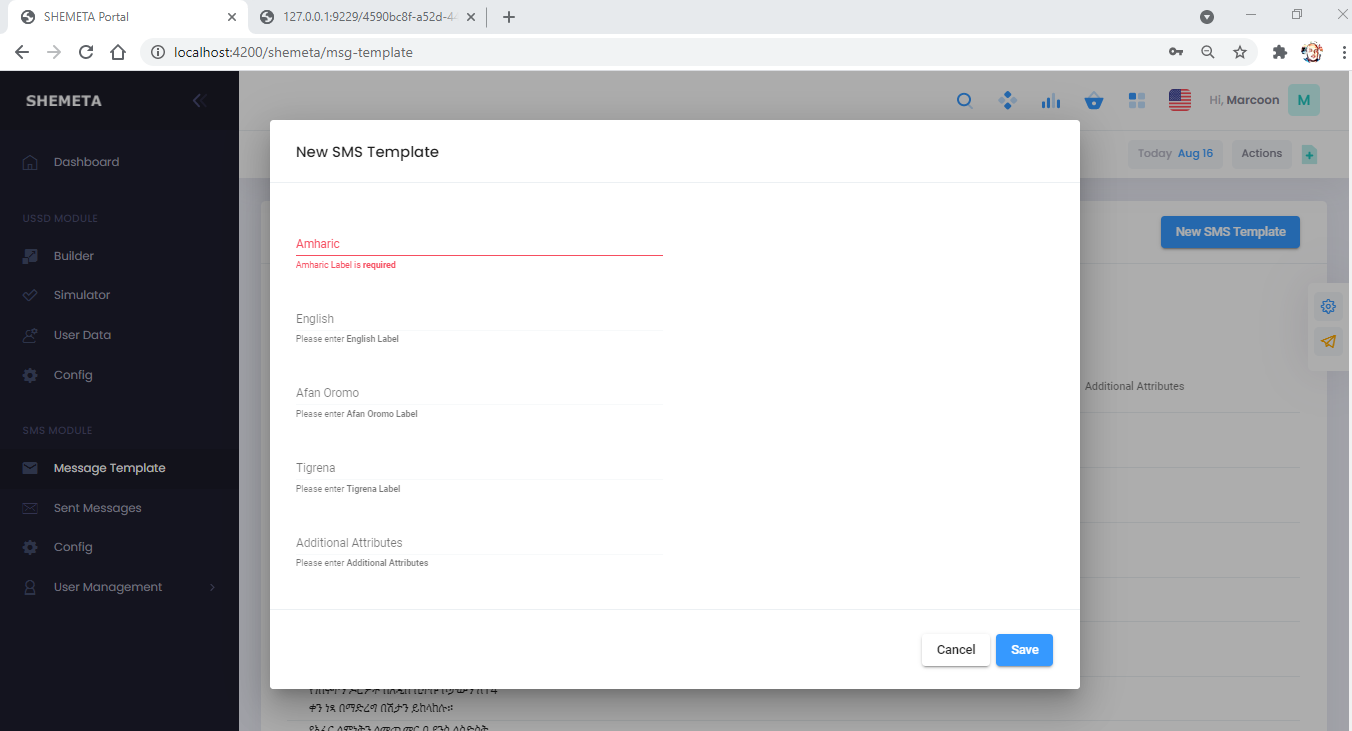 SHEMETA Portal
127.0.0.1:9229/4590bc8f-a52d-44
localhost:4200/shemeta/msg-template
SHEMETA
Hi, Marcoon
M
Today Aug 16
Actions
Dashboard
USSD MODULE
Builder
Simulator
User Data
Config
SMS MODULE
Message Template
Sent Messages
Config
User Management
New SMS Template
Additional Attributes
New SMS Template
Amharic
Amharic Label is required
English
Please enter English Label
Afan Oromo
Please enter Afan Oromo Label
Tigrena
Please enter Tigrena Label
Additional Attributes
Please enter Additional Attributes
Cancel
Save
ቀን ነጻ በማድረግ በሽታን ይከላከሉ።